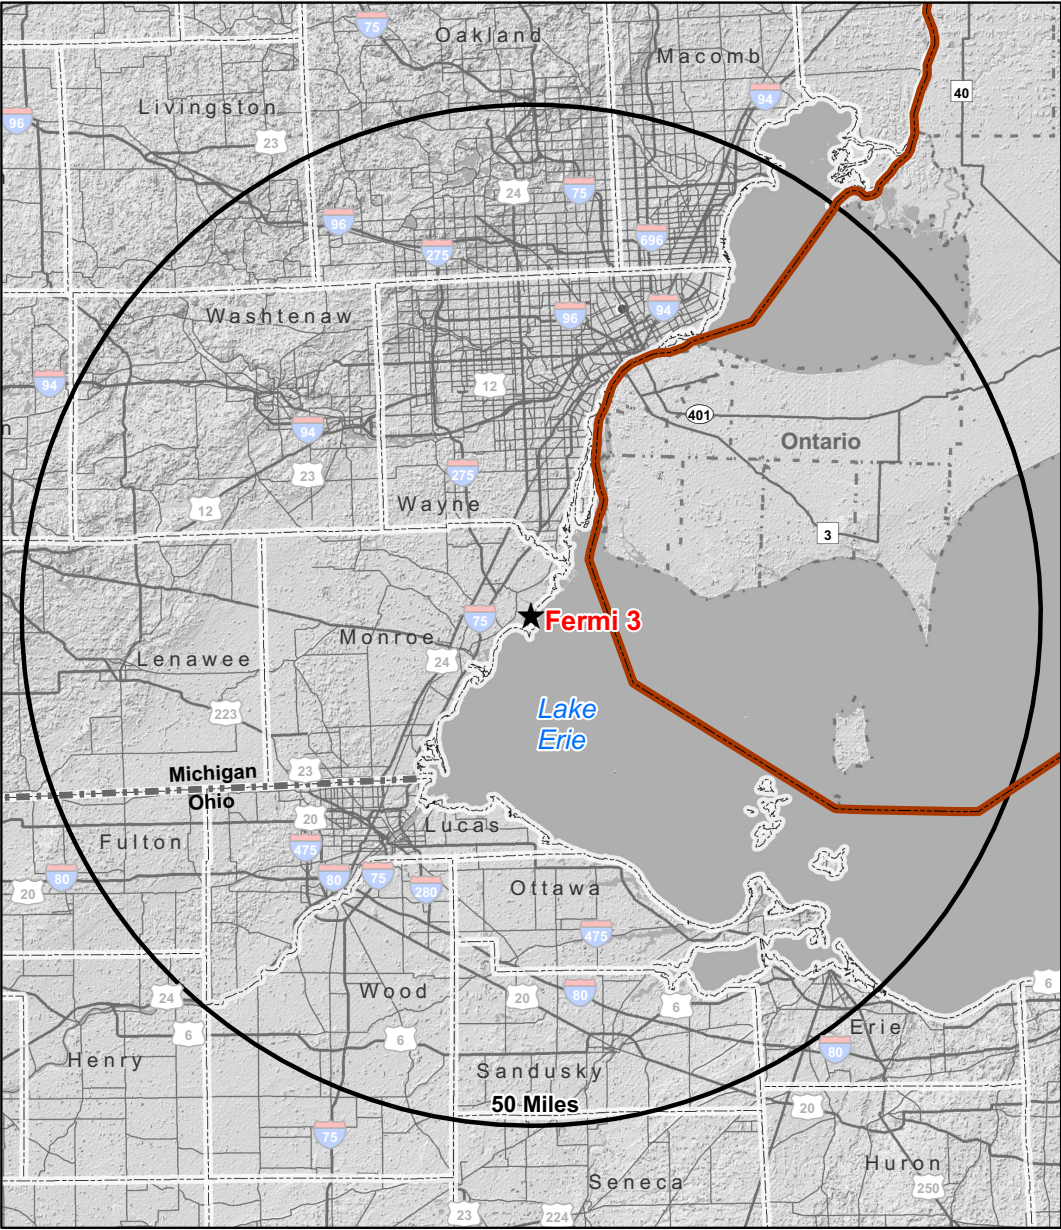 75
Oakland
Macomb
40
94
Livingston
96
23
24
75
96
696
275
Washtenaw
96
94
94
12
401
Ontario
94
23
275
Wayne
12
3
n
Fermi 3
75
Monroe
Lenawee
24
223
Lake
Erie
Michigan
23
Ohio
20
Lucas
Fulton
475
80
75
280
Ottawa
20
80
475
Wood
24
20
80
6
6
6
6
Erie
Henry
80
Sandusky
50 Miles
20
75
Huron
Seneca
250
23
224